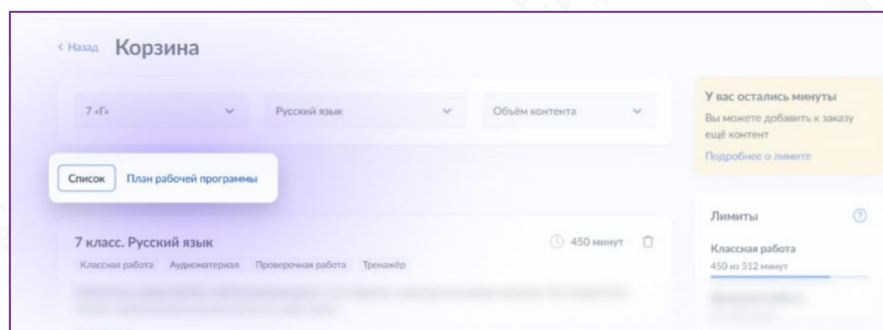 Назад Корзина
7 «Г» Русский язык Объём контента
Список План рабочей программы
7 класс. Русский язык 450 минут
Классная работа Аудиоматериал Проверочная работа Тренажёр
У вас остались минуты
Вы можете добавить к заказу
ещё контент
Подробнее о лимите
Лимиты
Классная работа
450 из 512 минут